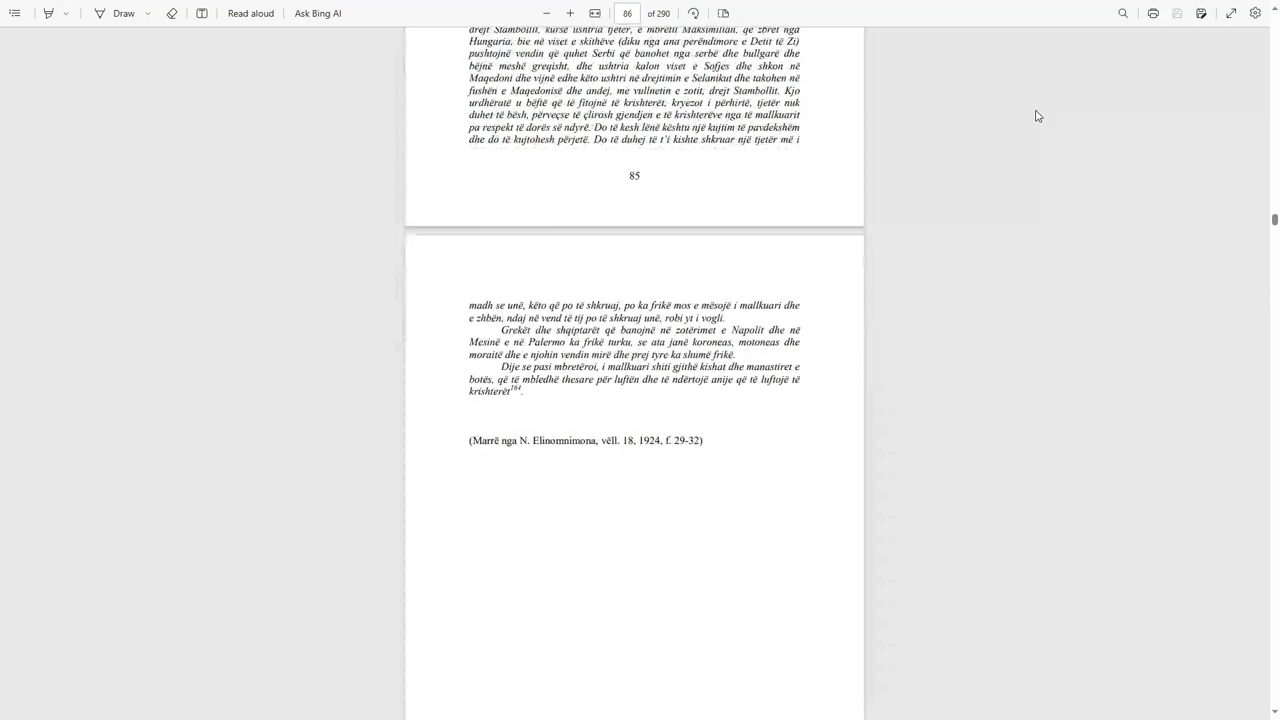 Draw
Read aloud
Ask Bing AI
86
of 290
drejt Stambollit, kurse ushtria tjetër, e mbretit Maksimilian, që zbret nga
Hungaria, bie në viset e skithëve (diku nga ana perëndimore e Detit të Zi)
pushtojnë vendin që quhet Serbi që banohet nga serbë dhe bullgarë dhe
bëjnë meshë greqisht, dhe ushtria kalon viset e Sofjes dhe shkon në
Maqedoni dhe vijnë edhe këto ushtri në drejtimin e Selanikut dhe takohen në
fushën e Maqedonisë dhe andej, me vullnetin e zotit, drejt Stambollit. Kjo
urdhëratë u bëftë që të fitojnë të krishterët, kryezot i përhirtë, tjetër nuk
duhet të bësh, përveçse të çlirosh gjendjen e të krishterëve nga të mallkuarit
pa respekt të dorës së ndyrë. Do të kesh lënë kështu një kujtim të pavdekshëm
dhe do të kujtohesh përjetë. Do të duhej të t’i kishte shkruar një tjetër më i
85
madh se unë, këto që po të shkruaj, po ka frikë mos e mësojë i mallkuari dhe
e zhbën, ndaj në vend të tij po të shkruaj unë, robi yt i vogli.
Grekët dhe shqiptarët që banojnë në zotërimet e Napolit dhe në
Mesinë e në Palermo ka frikë turku, se ata janë koroneas, motoneas dhe
moraitë dhe e njohin vendin mirë dhe prej tyre ka shumë frikë.
Dije se pasi mbretëroi, i mallkuari shiti gjithë kishat dhe manastiret e
botës, që të mbledhë thesare për luftën dhe të ndërtojë anije që të luftojë të
krishterët164.
(Marrë nga N. Elinomnimona, vëll. 18, 1924, f. 29-32)